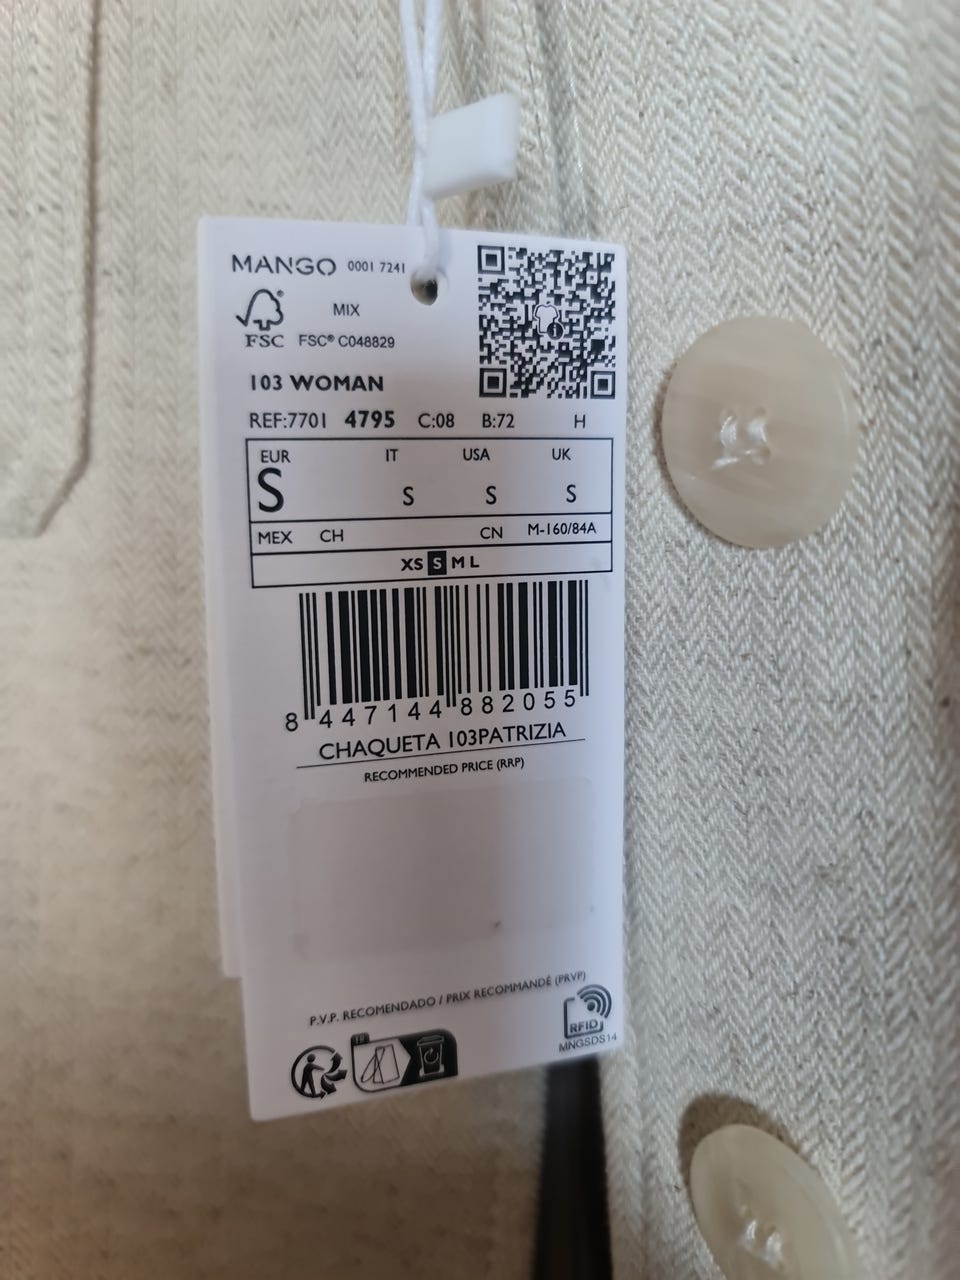 MANGO 0001 7241
MIX
FSC FSC® C048829
103 WOMAN
REF:7701 4795 C:08 B:72 H
EUR IT USA UK
S S S S
MEX CH CN M-160/84A
XS S M L
8 447144 882055
CHAQUETA 103PATRIZIA
RECOMMENDED PRICE (RRP)
P.V.P. RECOMENDADO / PRIX RECOMMANDÉ (PRVP)
RFID
MNGSDS14